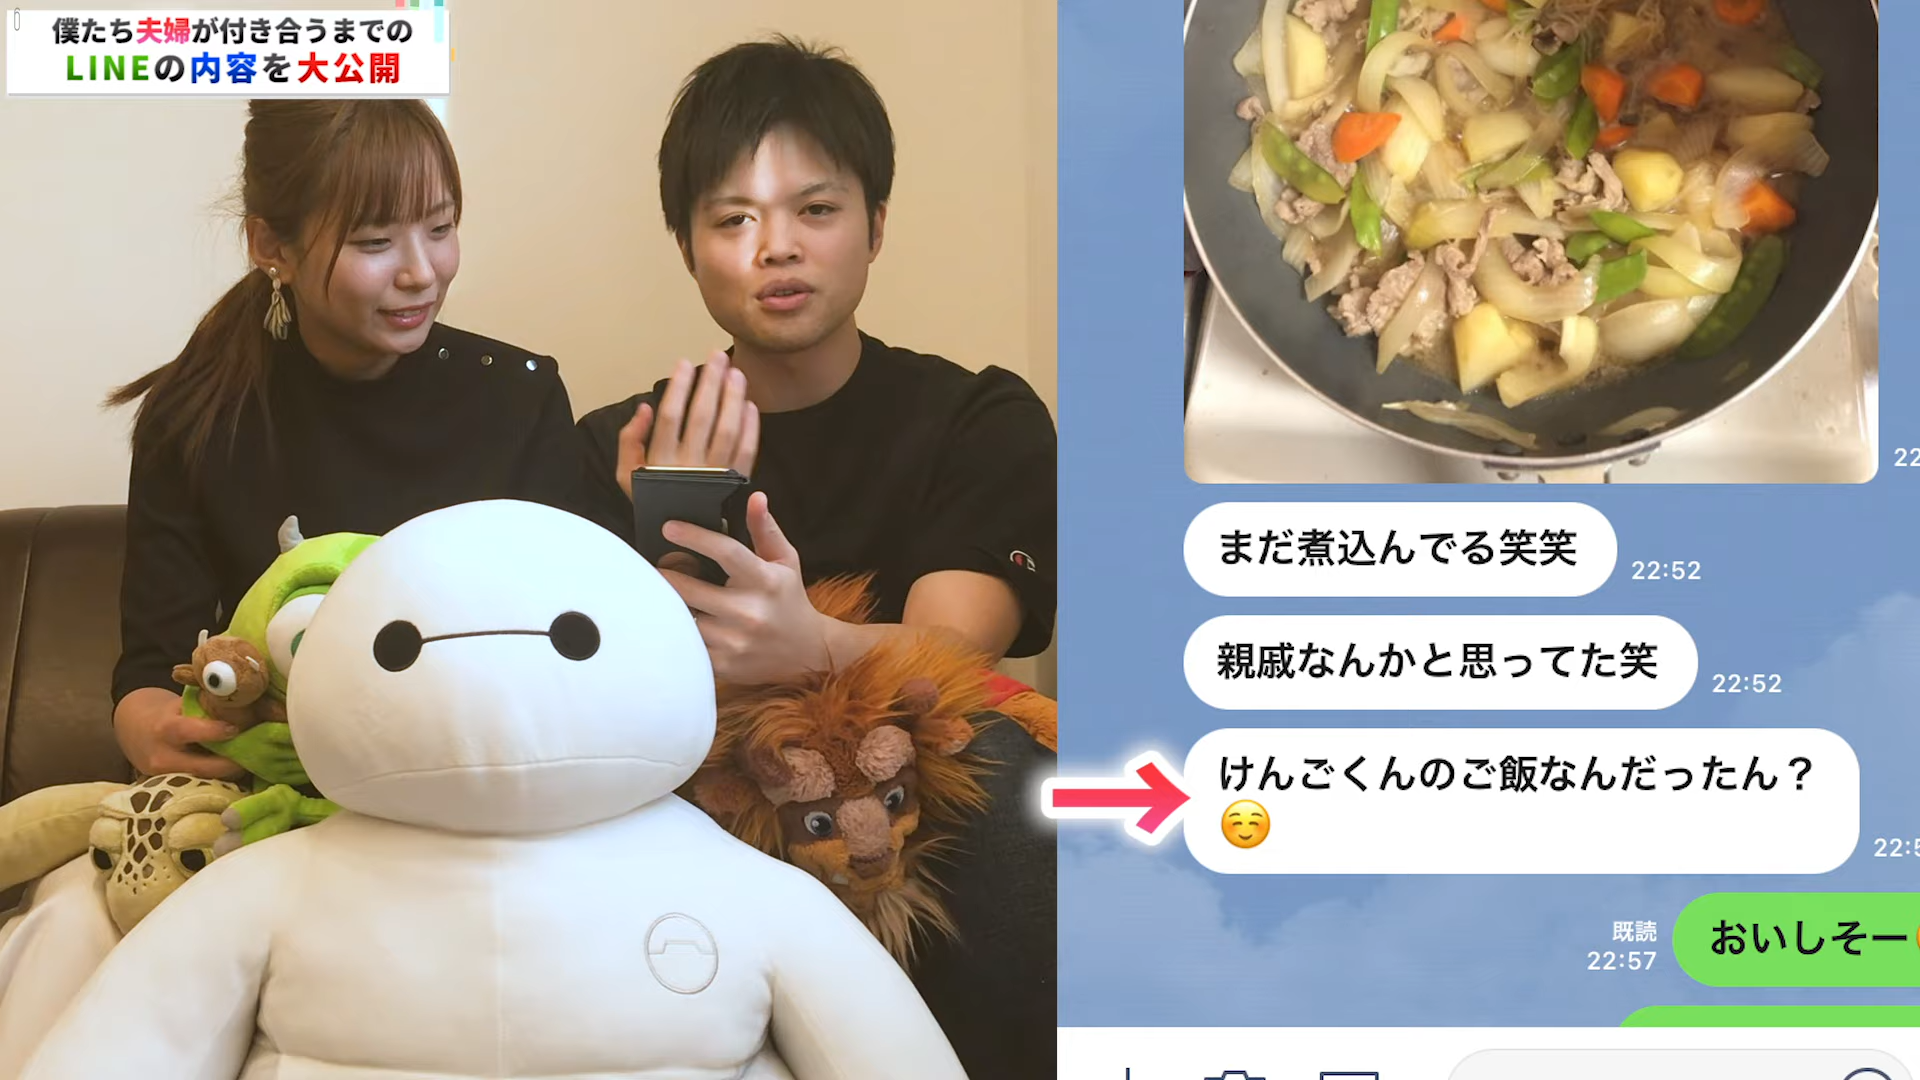 僕たち夫婦が付き合うまでの
LINEの内容を大公開
22
まだ煮込んでる笑笑
22:52
親戚なんかと思ってた笑
22:52
けんごくんのご飯なんだったん？
☺️
22:5
既読
22:57
おいしそー